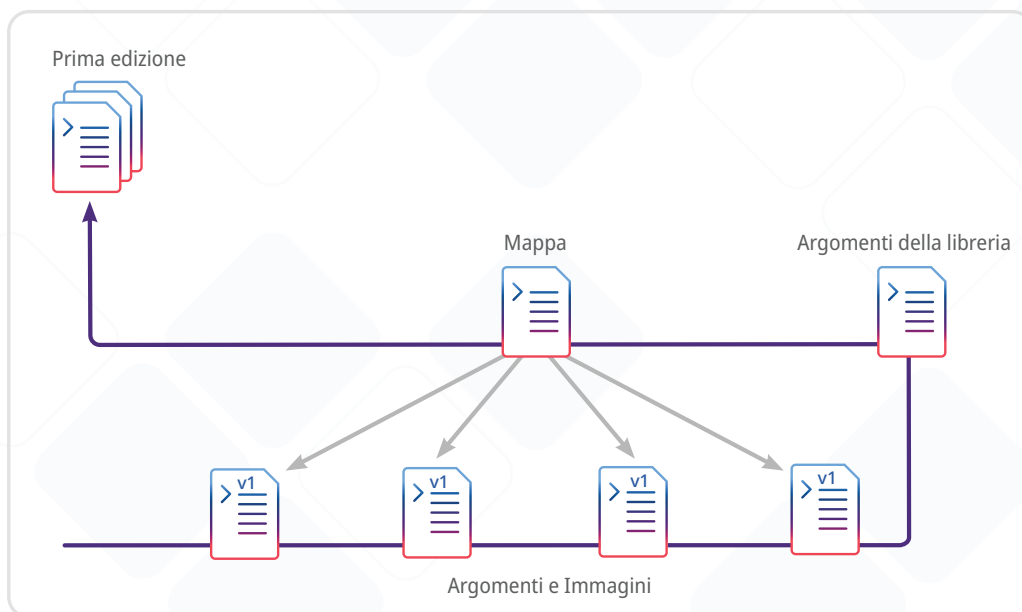 Prima edizione
Mappa
Argomenti della libreria
v1
v1
v1
v1
Argomenti e Immagini